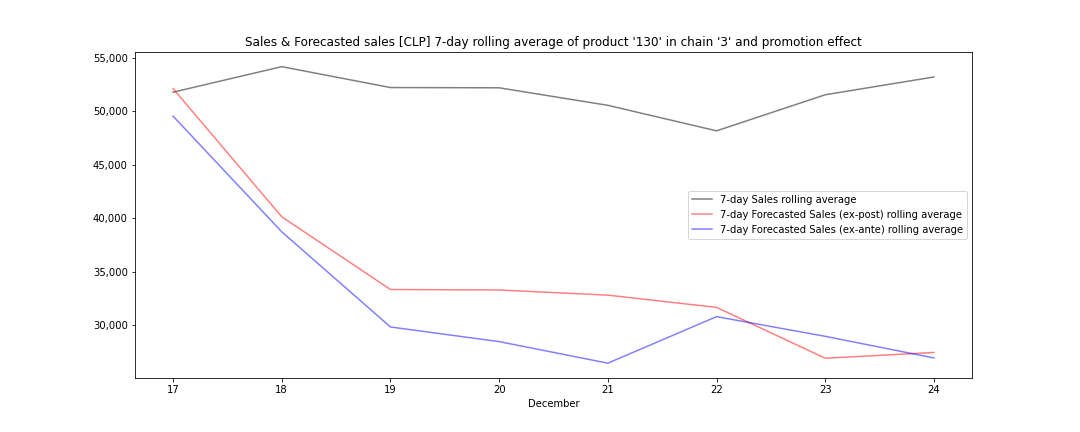 Sales & Forecasted sales [CLP] 7-day rolling average of product '130' in chain '3' and promotion effect
55,000
50,000
45,000
40,000
35,000
30,000
7-day Sales rolling average
7-day Forecasted Sales (ex-post) rolling average
7-day Forecasted Sales (ex-ante) rolling average
17 18 19 20 21 22 23 24
December